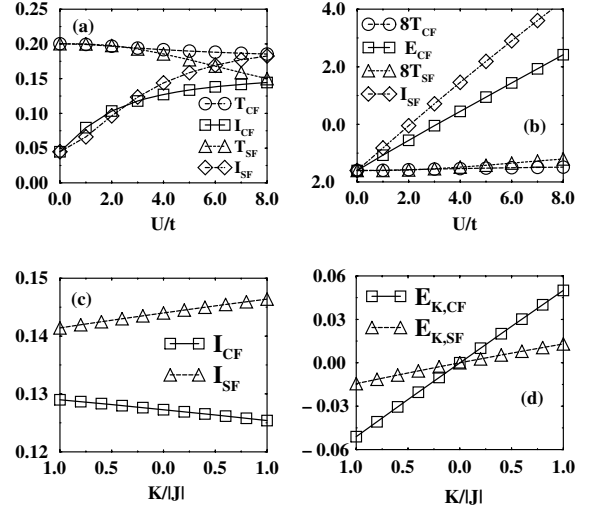 (a)
0.25
0.20
0.15
0.10
0.05
0.00
T_CF
I_CF
T_SF
I_SF
0.0 2.0 4.0 6.0 8.0
U/t
(b)
4.0
2.0
0.0
2.0
8T_CF
E_CF
8T_SF
I_SF
0.0 2.0 4.0 6.0 8.0
U/t
(c)
0.15
0.14
0.13
0.12
I_CF
I_SF
1.0 0.5 0.0 0.5 1.0
K/|J|
0.06
0.03
0.00
−0.03
−0.06
E_K,CF
E_K,SF
(d)
1.0 0.5 0.0 0.5 1.0
K/|J|